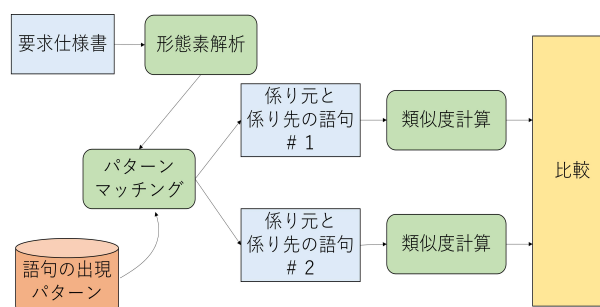 要求仕様書
形態素解析
係り元と
係り先の語句
# 1
類似度計算
比較
パターン
マッチング
係り元と
係り先の語句
# 2
類似度計算
語句の出現
パターン